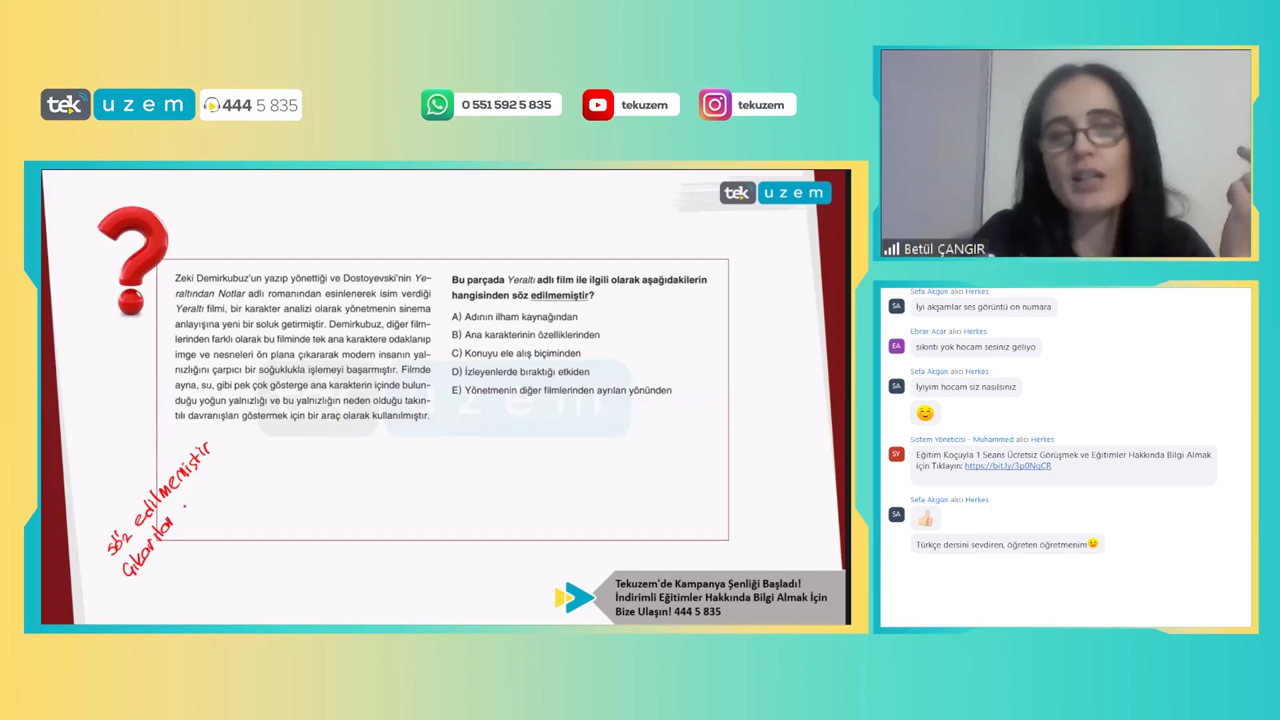 tek uzem 444 5 835
0 551 592 5 835
tekuzem
tekuzem
Betül ÇANGIR
tek uzem
Zeki Demirkubuz'un yazıp yönettiği ve Dostoyevski'nin Ye-
raltından Notlar adlı romanından esinlenerek isim verdiği
Yeraltı filmi, bir karakter analizi olarak yönetmenin sinema
anlayışına yeni bir soluk getirmiştir. Demirkubuz, diğer film-
lerinden farklı olarak bu filminde tek ana karaktere odaklanıp
imge ve nesneleri ön plana çıkararak modern insanın yal-
nızlığını çarpıcı bir soğuklukla işlemeyi başarmıştır. Filmde
ayna, su, gibi pek çok gösterge ana karakterin içinde bulun-
duğu yoğun yalnızlığı ve bu yalnızlığın neden olduğu takın-
tılı davranışları göstermek için bir araç olarak kullanılmıştır.
Bu parçada Yeraltı adlı film ile ilgili olarak aşağıdakilerin
hangisinden söz edilmemiştir?
A) Adının ilham kaynağından
B) Ana karakterinin özelliklerinden
C) Konuyu ele alış biçiminden
D) İzleyenlerde bıraktığı etkiden
E) Yönetmenin diğer filmlerinden ayrılan yönünden
uzem
söz edilmemiştir
Çıkarılar
Tekuzem'de Kampanya Şenliği Başladı!
İndirimli Eğitimler Hakkında Bilgi Almak İçin
Bize Ulaşın! 444 5 835
Sefa Akgün alıcı Herkes
SA İyi akşamlar ses görüntü on numara
Ebrar Acar alıcı Herkes
EA sıkıntı yok hocam sesiniz geliyo
Sefa Akgün alıcı Herkes
SA İyiyim hocam siz nasılsınız
😊
Sistem Yöneticisi - Muhammed alıcı Herkes
SY Eğitim Koçuyla 1 Seans Ücretsiz Görüşmek ve Eğitimler Hakkında Bilgi Almak
için Tıklayın: https://bit.ly/3p0NqCR
Sefa Akgün alıcı Herkes
SA 👍🏻
Türkçe dersini sevdiren, öğreten öğretmenim😉